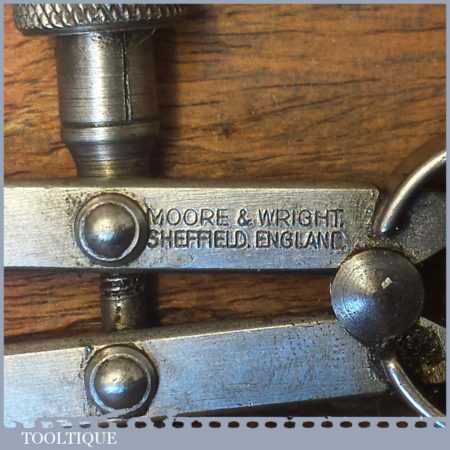 MOORE & WRIGHT.
SHEFFIELD. ENGLAND.
TOOLTIQUE